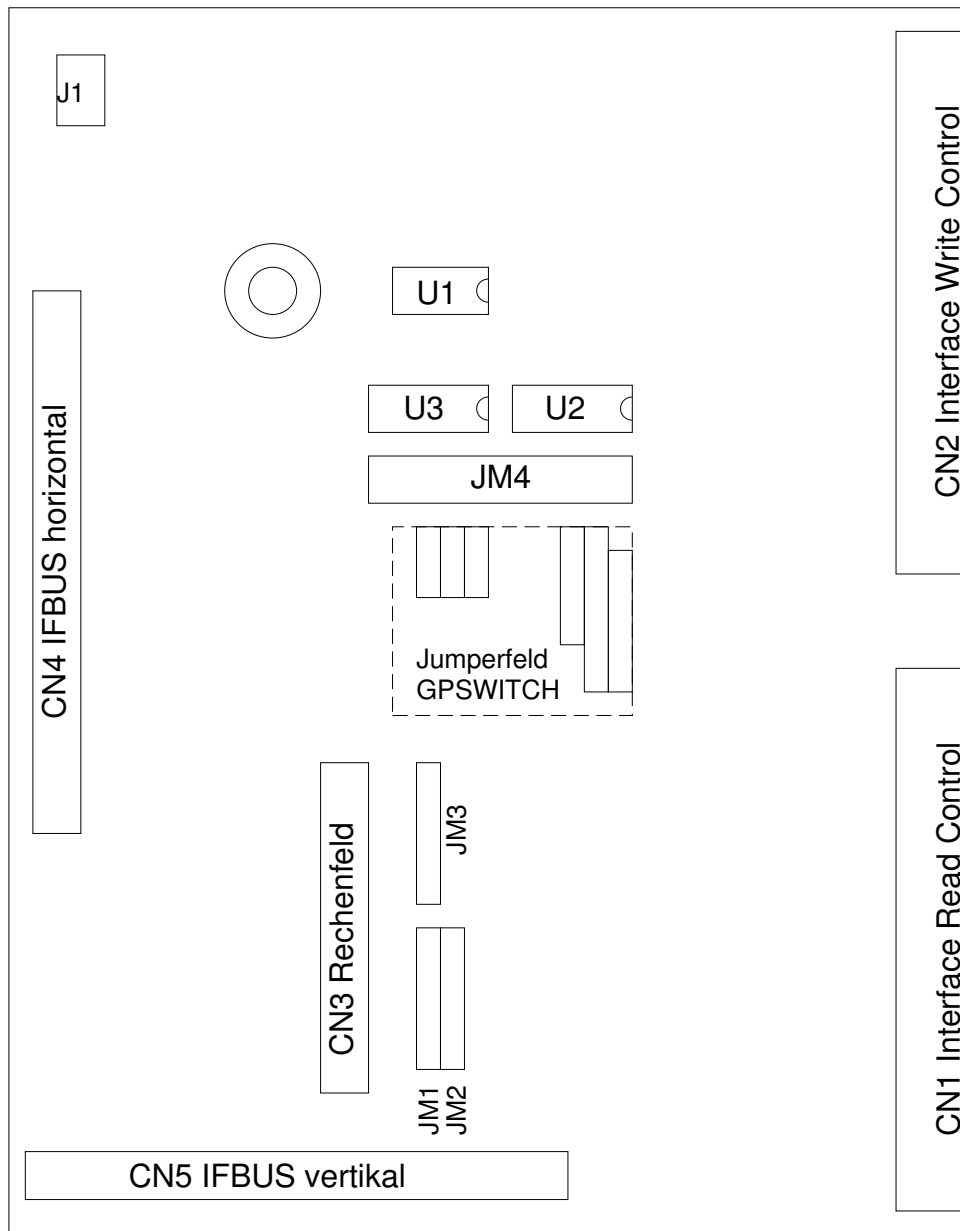 J1
CN2 Interface Write Control
U1
U3
U2
JM4
CN4 IFBUS horizontal
Jumperfeld
GPSWITCH
CN1 Interface Read Control
JM3
CN3 Rechenfeld
JM1
JM2
CN5 IFBUS vertikal